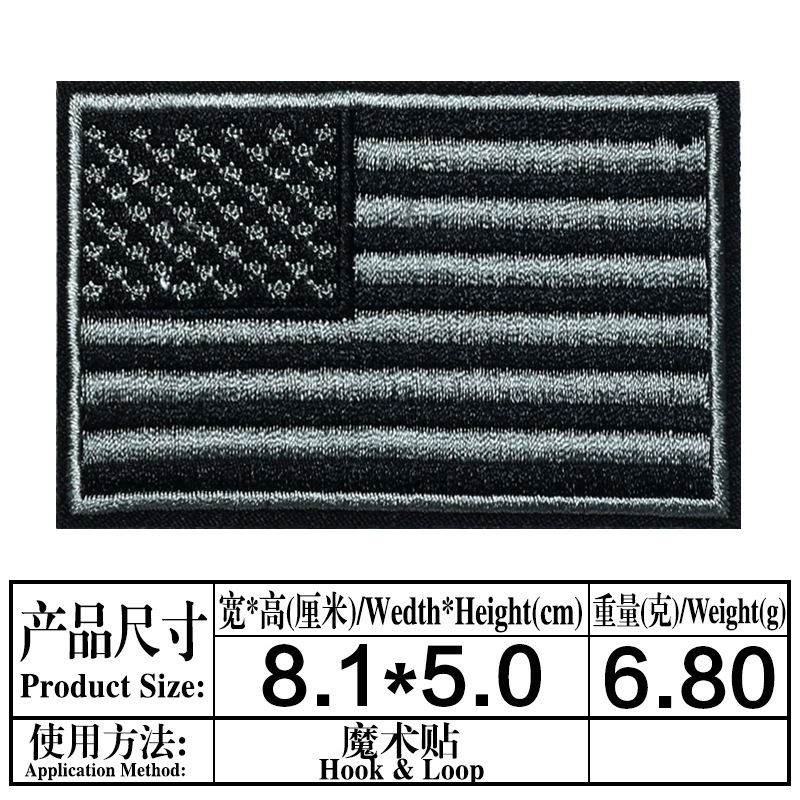 产品尺寸
Product Size:
宽*高(厘米)/Wedth*Height(cm)
8.1*5.0
重量(克)/Weight(g)
6.80
使用方法:
Application Method:
魔术贴
Hook & Loop